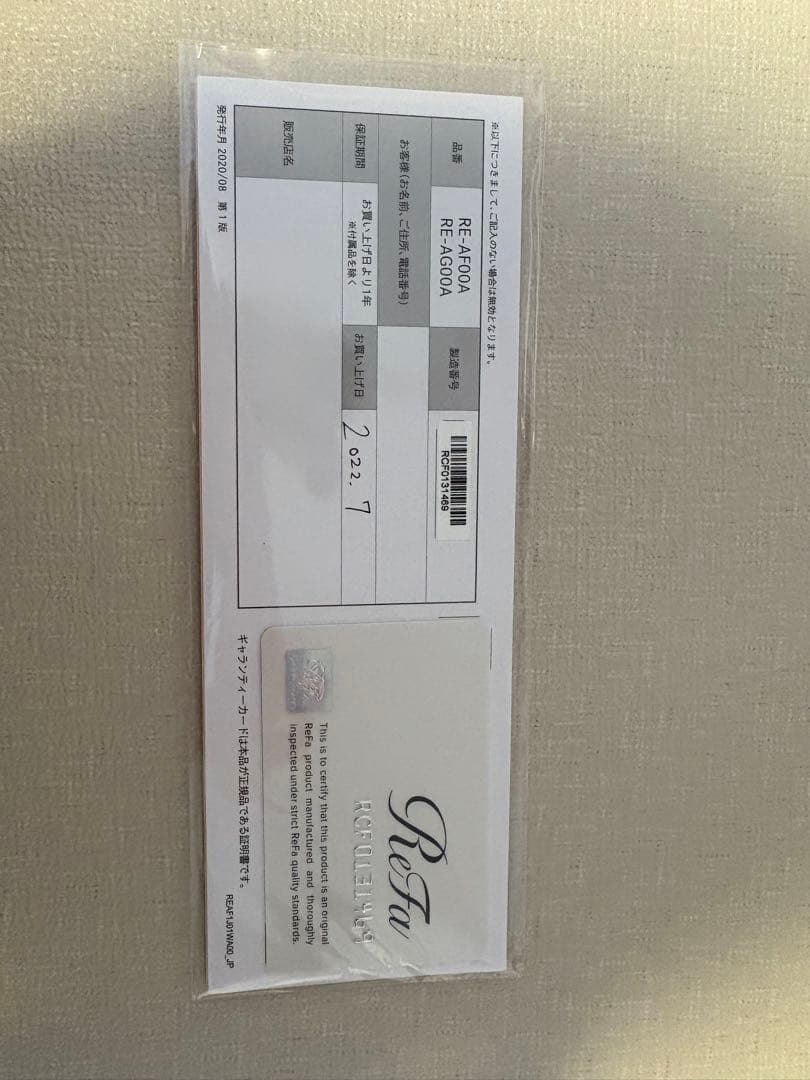 ※以下につきまして、ご記入のない場合は無効となります。
品番
RE-AF00A
RE-AG00A
製造番号
RCF0131469
お客様(お名前、ご住所、電話番号)
保証期間
お買い上げ日より1年
※付属品を除く
お買い上げ日
2022.7
販売店名
発行年月 2020/08 第1版
ReFa
RCF0131469
This is to certify that this product is an original
ReFa product manufactured and thoroughly
inspected under strict ReFa quality standards.
ギャランティーカードは本品が正規品である証明書です。
REAF1J01WA00_JP